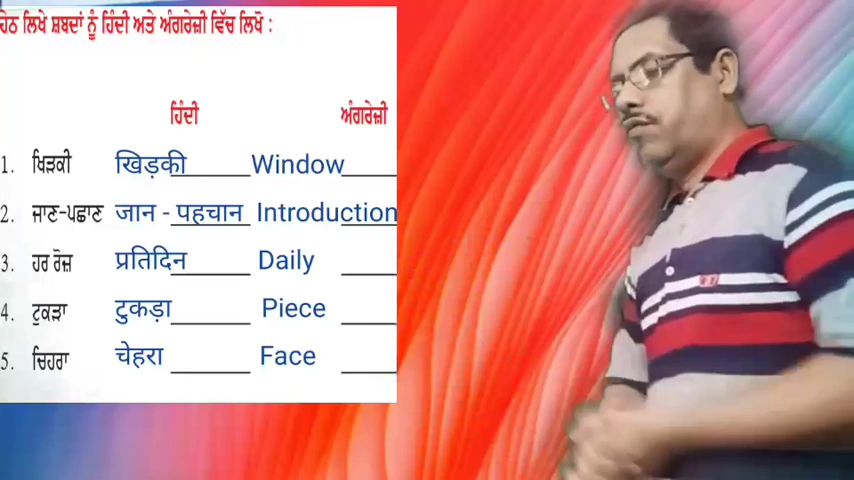 ਹੇਠ ਲਿਖੇ ਸ਼ਬਦਾਂ ਨੂੰ ਹਿੰਦੀ ਅਤੇ ਅੰਗਰੇਜ਼ੀ ਵਿੱਚ ਲਿਖੋ :
ਹਿੰਦੀ ਅੰਗਰੇਜ਼ੀ
1. ਖਿੜਕੀ खिड़की Window
2. ਜਾਣ-ਪਛਾਣ जान - पहचान Introduction
3. ਹਰ ਰੋਜ਼ प्रतिदिन Daily
4. ਟੁਕੜਾ टुकड़ा Piece
5. ਚਿਹਰਾ चेहरा Face